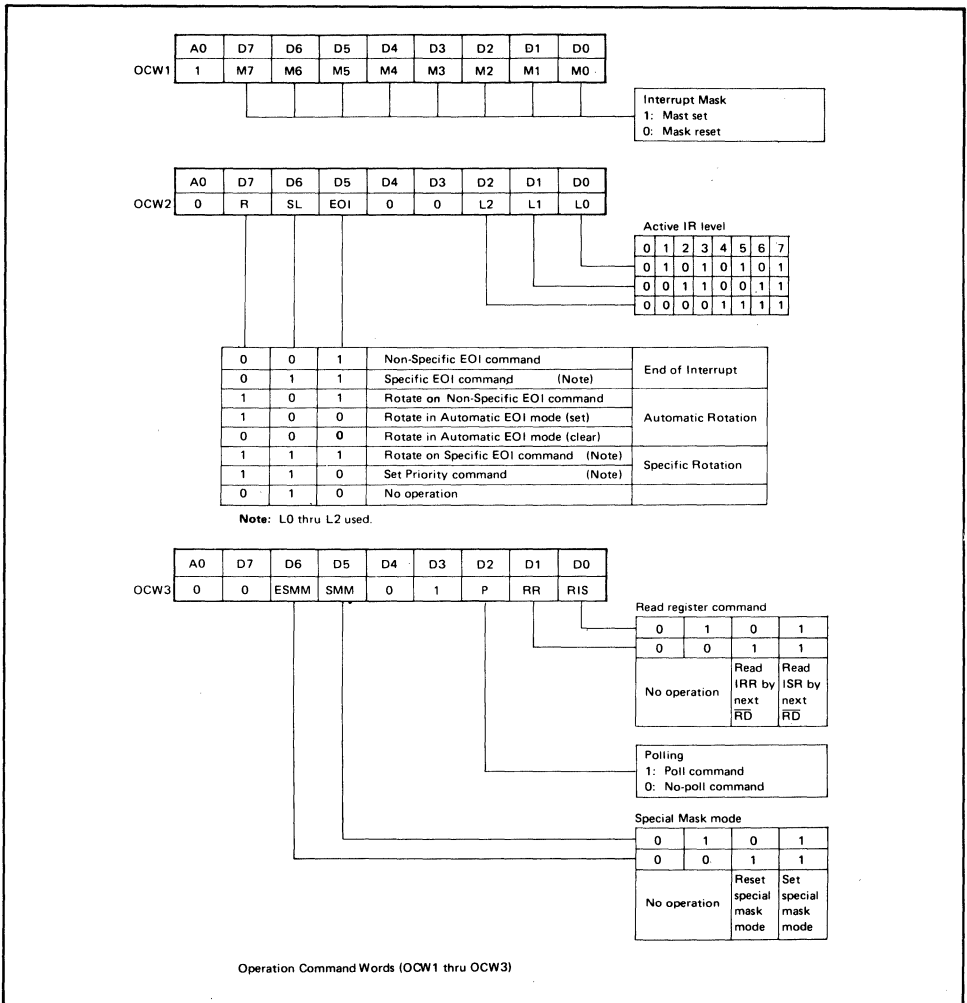 A0 D7 D6 D5 D4 D3 D2 D1 D0
OCW1 1 M7 M6 M5 M4 M3 M2 M1 M0
Interrupt Mask
1: Mast set
0: Mask reset
A0 D7 D6 D5 D4 D3 D2 D1 D0
OCW2 0 R SL EOI 0 0 L2 L1 L0
Active IR level
0 1 2 3 4 5 6 7
0 1 0 1 0 1 0 1
0 0 1 1 0 0 1 1
0 0 0 0 1 1 1 1
0 0 1 Non-Specific EOI command End of Interrupt
0 1 1 Specific EOI command (Note)
1 0 1 Rotate on Non-Specific EOI command Automatic Rotation
1 0 0 Rotate in Automatic EOI mode (set)
0 0 0 Rotate in Automatic EOI mode (clear)
1 1 1 Rotate on Specific EOI command (Note) Specific Rotation
1 1 0 Set Priority command (Note)
0 1 0 No operation
Note: L0 thru L2 used.
A0 D7 D6 D5 D4 D3 D2 D1 D0
OCW3 0 0 ESMM SMM 0 1 P RR RIS
Read register command
0 1 0 1
0 0 1 1
No operation Read IRR by next RD Read ISR by next RD
Polling
1: Poll command
0: No-poll command
Special Mask mode
0 1 0 1
0 0 1 1
No operation Reset special mask mode Set special mask mode
Operation Command Words (OCW1 thru OCW3)